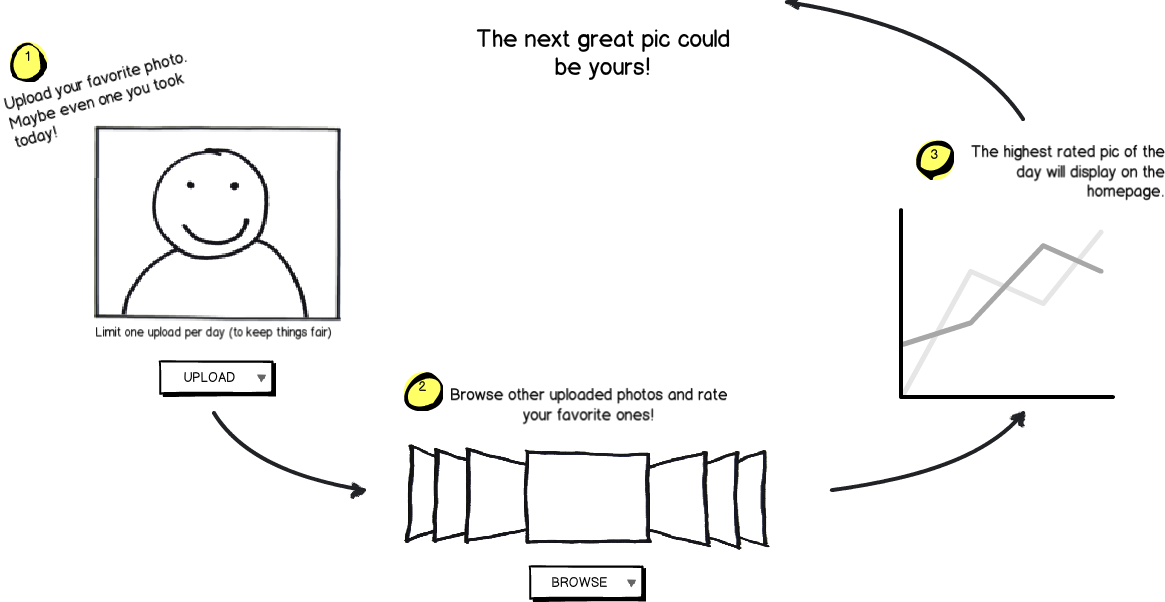 The next great pic could
be yours!
1
Upload your favorite photo.
Maybe even one you took
today!
Limit one upload per day (to keep things fair)
UPLOAD
2
Browse other uploaded photos and rate
your favorite ones!
BROWSE
3
The highest rated pic of the
day will display on the
homepage.